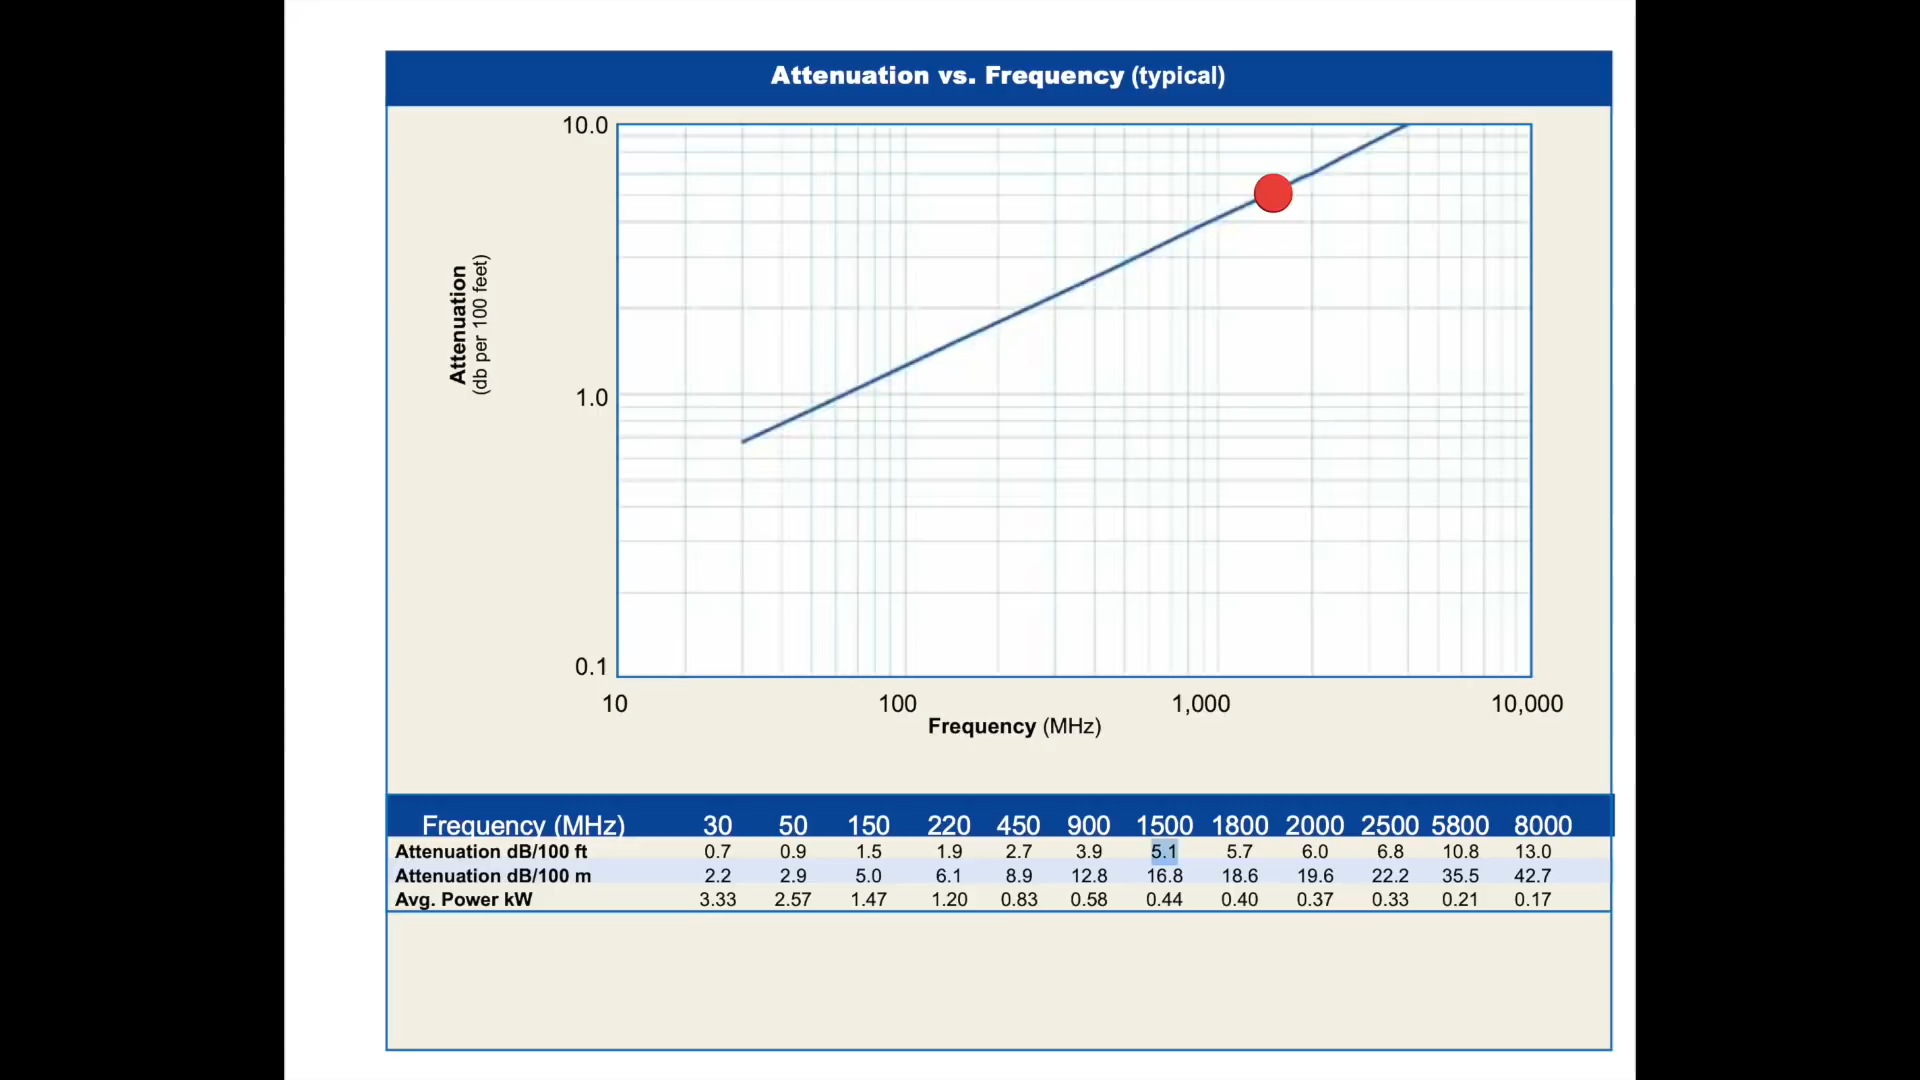 Attenuation vs. Frequency (typical)
10.0
1.0
0.1
Attenuation
(db per 100 feet)
10 100 1,000 10,000
Frequency (MHz)
Frequency (MHz) 30 50 150 220 450 900 1500 1800 2000 2500 5800 8000
Attenuation dB/100 ft 0.7 0.9 1.5 1.9 2.7 3.9 5.1 5.7 6.0 6.8 10.8 13.0
Attenuation dB/100 m 2.2 2.9 5.0 6.1 8.9 12.8 16.8 18.6 19.6 22.2 35.5 42.7
Avg. Power kW 3.33 2.57 1.47 1.20 0.83 0.58 0.44 0.40 0.37 0.33 0.21 0.17